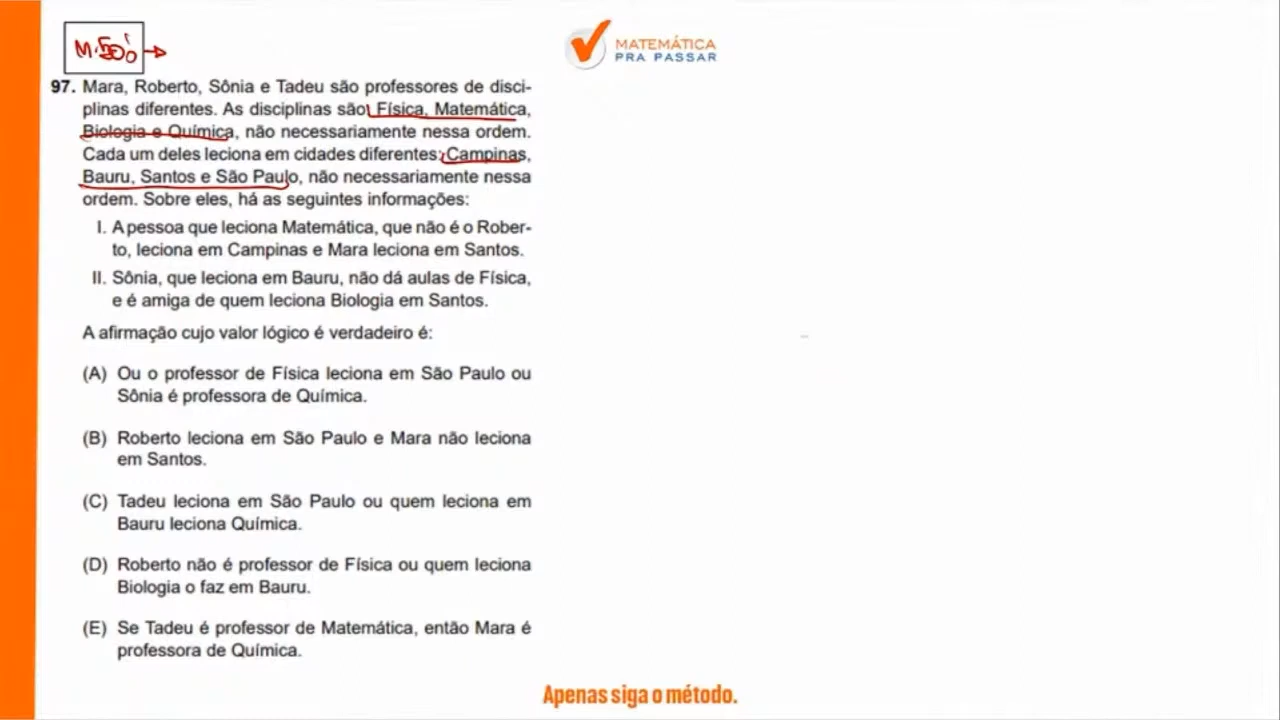 MATEMÁTICA
PRA PASSAR
97. Mara, Roberto, Sônia e Tadeu são professores de disci-
plinas diferentes. As disciplinas são Física, Matemática,
Biologia e Química, não necessariamente nessa ordem.
Cada um deles leciona em cidades diferentes: Campinas,
Bauru, Santos e São Paulo, não necessariamente nessa
ordem. Sobre eles, há as seguintes informações:
I. A pessoa que leciona Matemática, que não é o Rober-
to, leciona em Campinas e Mara leciona em Santos.
II. Sônia, que leciona em Bauru, não dá aulas de Física,
e é amiga de quem leciona Biologia em Santos.
A afirmação cujo valor lógico é verdadeiro é:
(A) Ou o professor de Física leciona em São Paulo ou
Sônia é professora de Química.
(B) Roberto leciona em São Paulo e Mara não leciona
em Santos.
(C) Tadeu leciona em São Paulo ou quem leciona em
Bauru leciona Química.
(D) Roberto não é professor de Física ou quem leciona
Biologia o faz em Bauru.
(E) Se Tadeu é professor de Matemática, então Mara é
professora de Química.
Apenas siga o método.